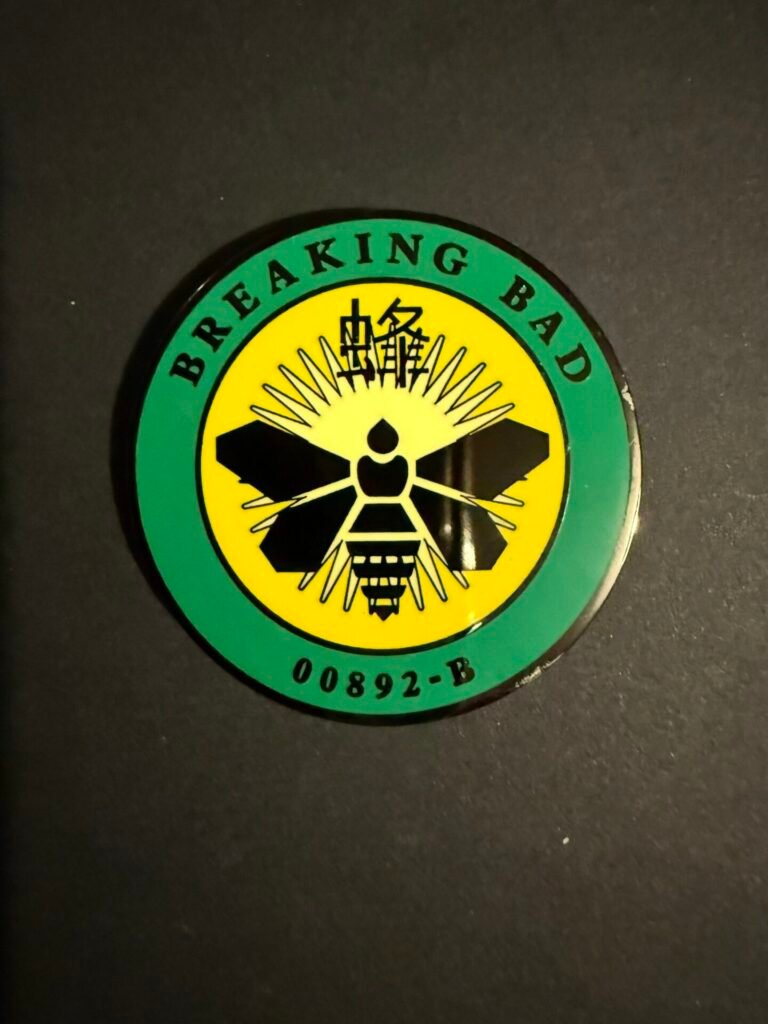 BREAKING BAD
蜂
00892-B